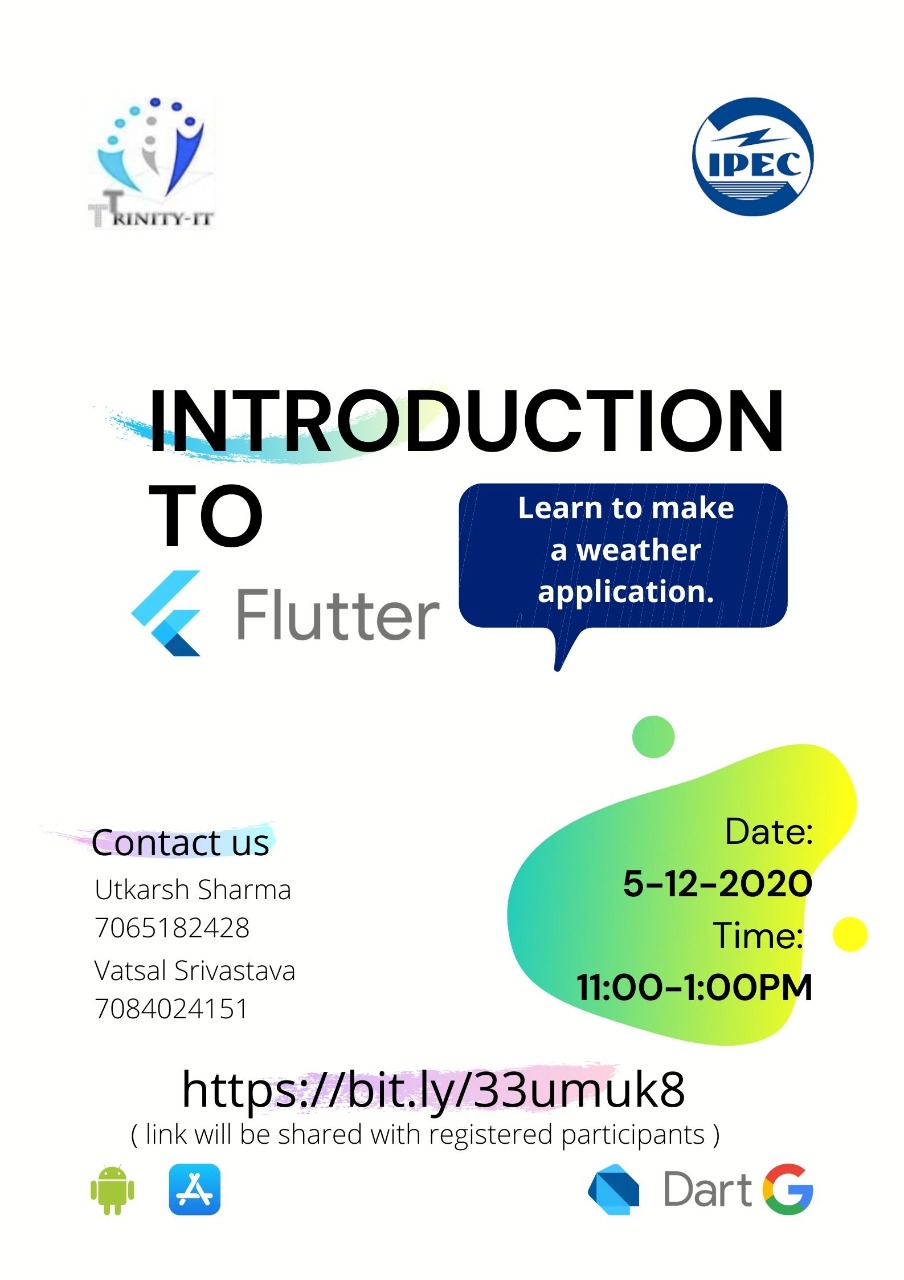 TRINITY-IT
IPEC
INTRODUCTION
TO
Flutter
Learn to make
a weather
application.
Contact us
Utkarsh Sharma
7065182428
Vatsal Srivastava
7084024151
Date:
5-12-2020
Time:
11:00-1:00PM
https://bit.ly/33umuk8
( link will be shared with registered participants )
Dart G